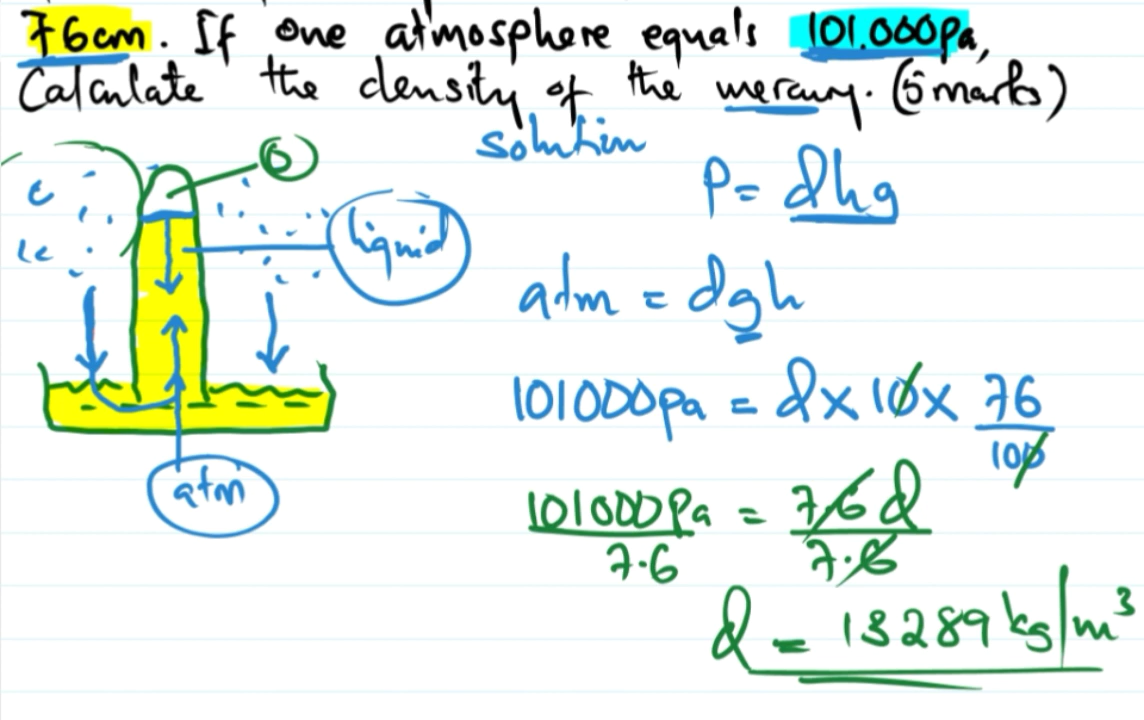 76cm. If one atmosphere equals 101.000pa,
Calculate the density of the mercury. (5 marks)
solution
P= dhg
liquid
atm = dgh
101000pa = d x 10 x 76/100
atm
101000Pa/7.6 = 7.6d/7.6
d = 13289 kg/m³